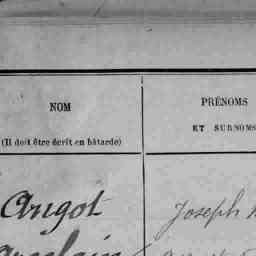 NOM
(Il doit être écrit en bâtarde)
PRÉNOMS
ET SURNOMS
Angot
Joseph